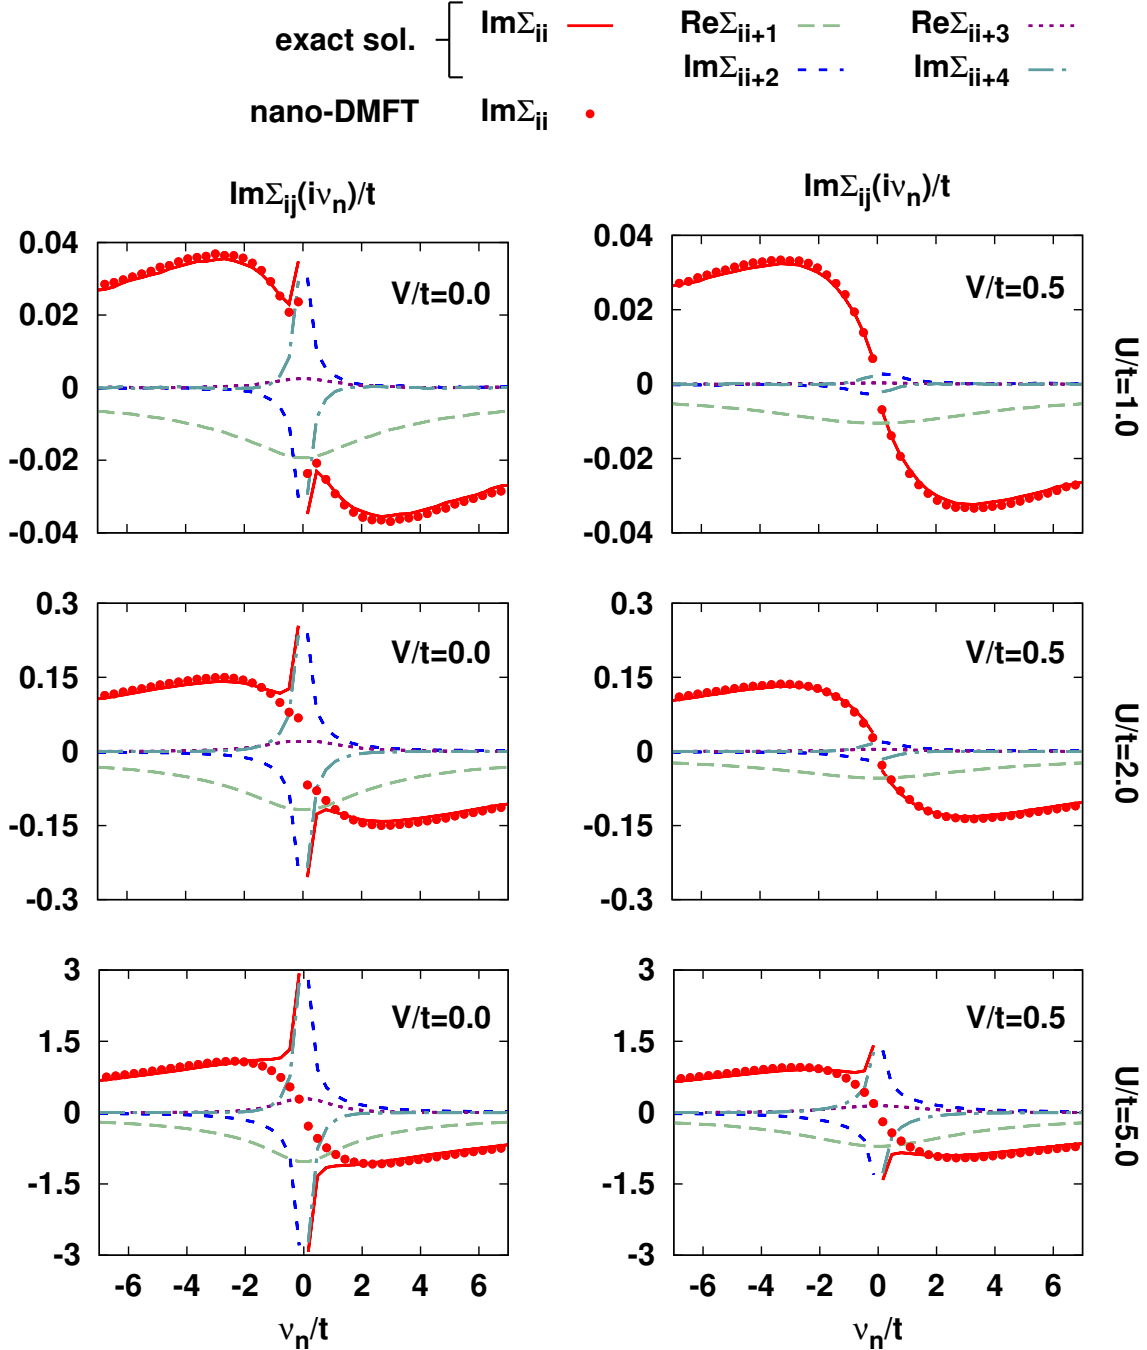 exact sol. ImΣii ReΣii+1 ReΣii+3
ImΣii+2 ImΣii+4
nano-DMFT ImΣii
ImΣij(iνn)/t ImΣij(iνn)/t
0.04
0.02
0
-0.02
-0.04
V/t=0.0
0.04
0.02
0
-0.02
-0.04
V/t=0.5
U/t=1.0
0.3
0.15
0
-0.15
-0.3
V/t=0.0
0.3
0.15
0
-0.15
-0.3
V/t=0.5
U/t=2.0
3
1.5
0
-1.5
-3
V/t=0.0
-6 -4 -2 0 2 4 6
νn/t
3
1.5
0
-1.5
-3
V/t=0.5
-6 -4 -2 0 2 4 6
νn/t
U/t=5.0